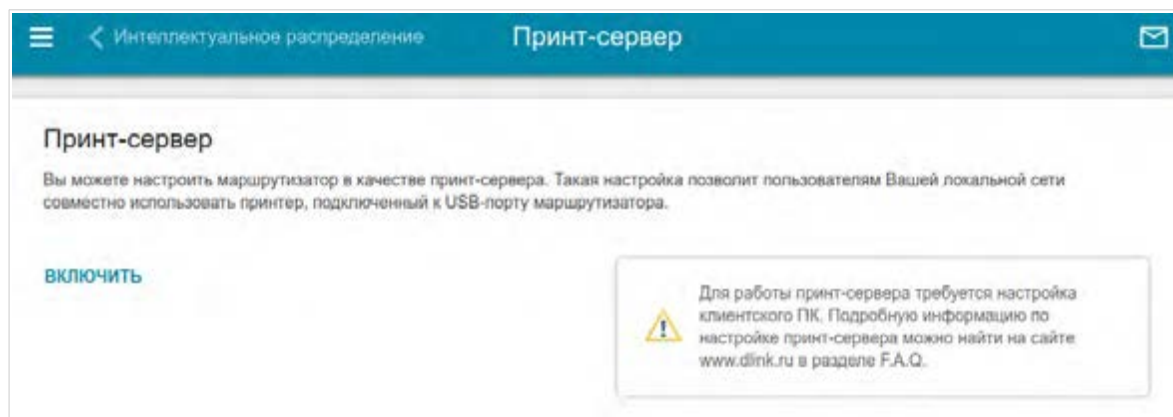 Интеллектуальное распределение
Принт-сервер
Принт-сервер
Вы можете настроить маршрутизатор в качестве принт-сервера. Такая настройка позволит пользователям Вашей локальной сети
совместно использовать принтер, подключенный к USB-порту маршрутизатора.
ВКЛЮЧИТЬ
Для работы принт-сервера требуется настройка
клиентского ПК. Подробную информацию по
настройке принт-сервера можно найти на сайте
www.dlink.ru в разделе F.A.Q.